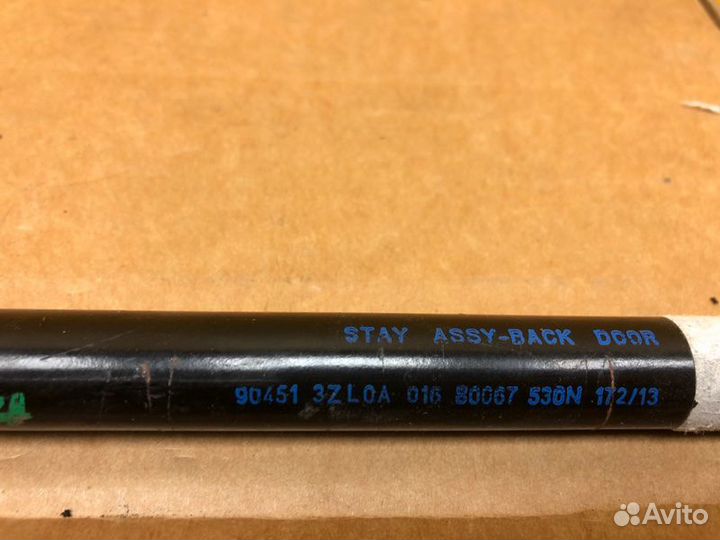 STAY ASSY-BACK DOOR
90451 3ZL0A 016 80067 530N 172/13
Avito